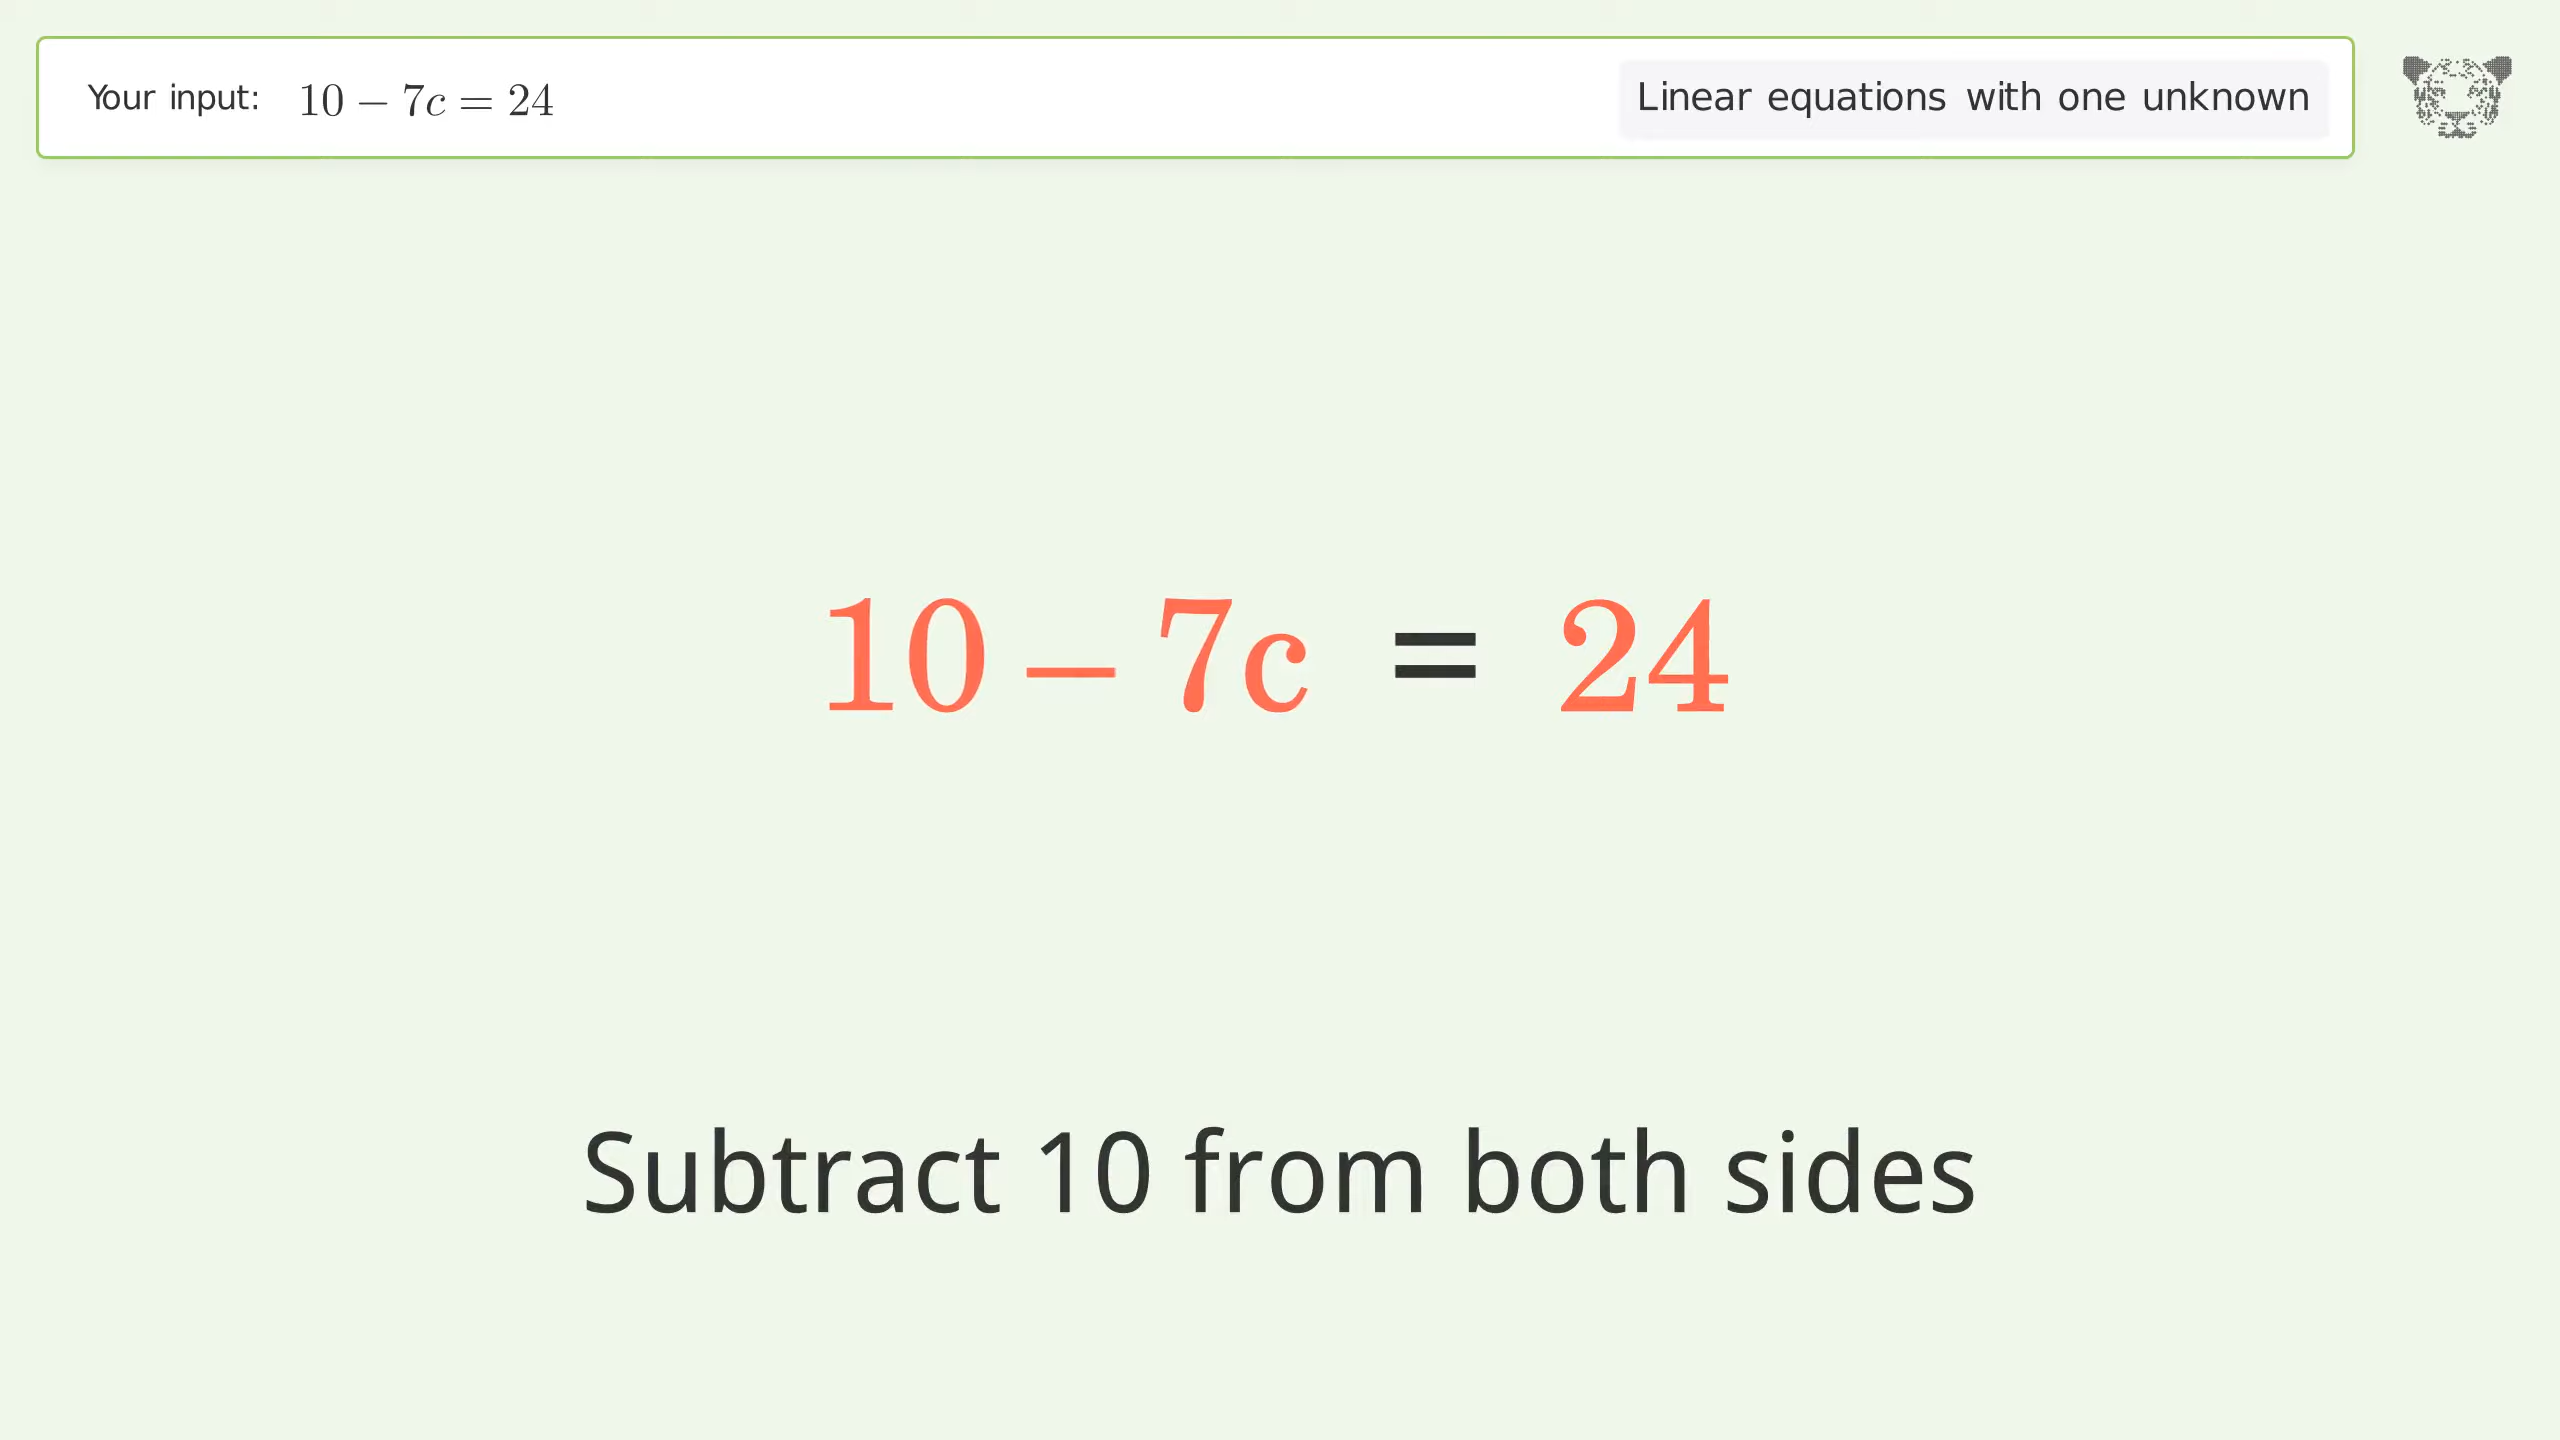 Your input: 10 − 7c = 24
Linear equations with one unknown
10 − 7c = 24
Subtract 10 from both sides